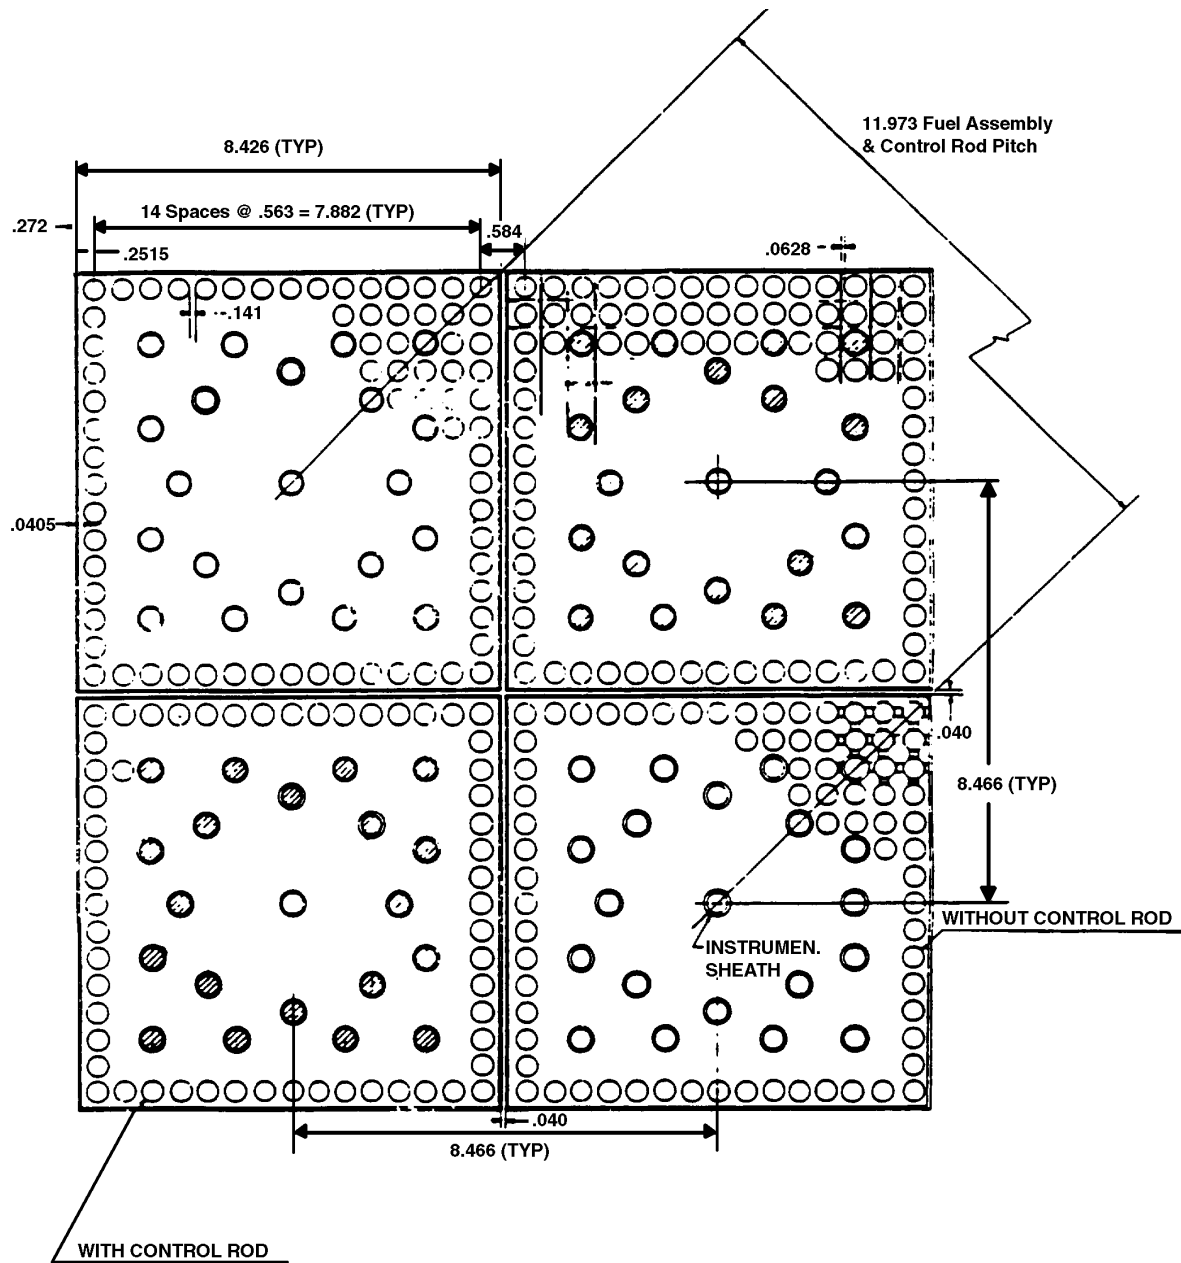 11.973 Fuel Assembly
& Control Rod Pitch
8.426 (TYP)
14 Spaces @ .563 = 7.882 (TYP)
.272
.584
.2515
.0628
.141
.0405
.040
8.466 (TYP)
WITHOUT CONTROL ROD
INSTRUMEN.
SHEATH
.040
8.466 (TYP)
WITH CONTROL ROD